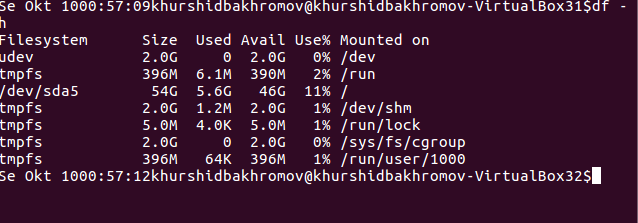 Se Okt 1000:57:09khurshidbakhromov@khurshidbakhromov-VirtualBox31$df -
h
Filesystem      Size  Used Avail Use% Mounted on
udev            2.0G     0  2.0G   0% /dev
tmpfs           396M  6.1M  390M   2% /run
/dev/sda5        54G  5.6G   46G  11% /
tmpfs           2.0G  1.2M  2.0G   1% /dev/shm
tmpfs           5.0M  4.0K  5.0M   1% /run/lock
tmpfs           2.0G     0  2.0G   0% /sys/fs/cgroup
tmpfs           396M   64K  396M   1% /run/user/1000
Se Okt 1000:57:12khurshidbakhromov@khurshidbakhromov-VirtualBox32$